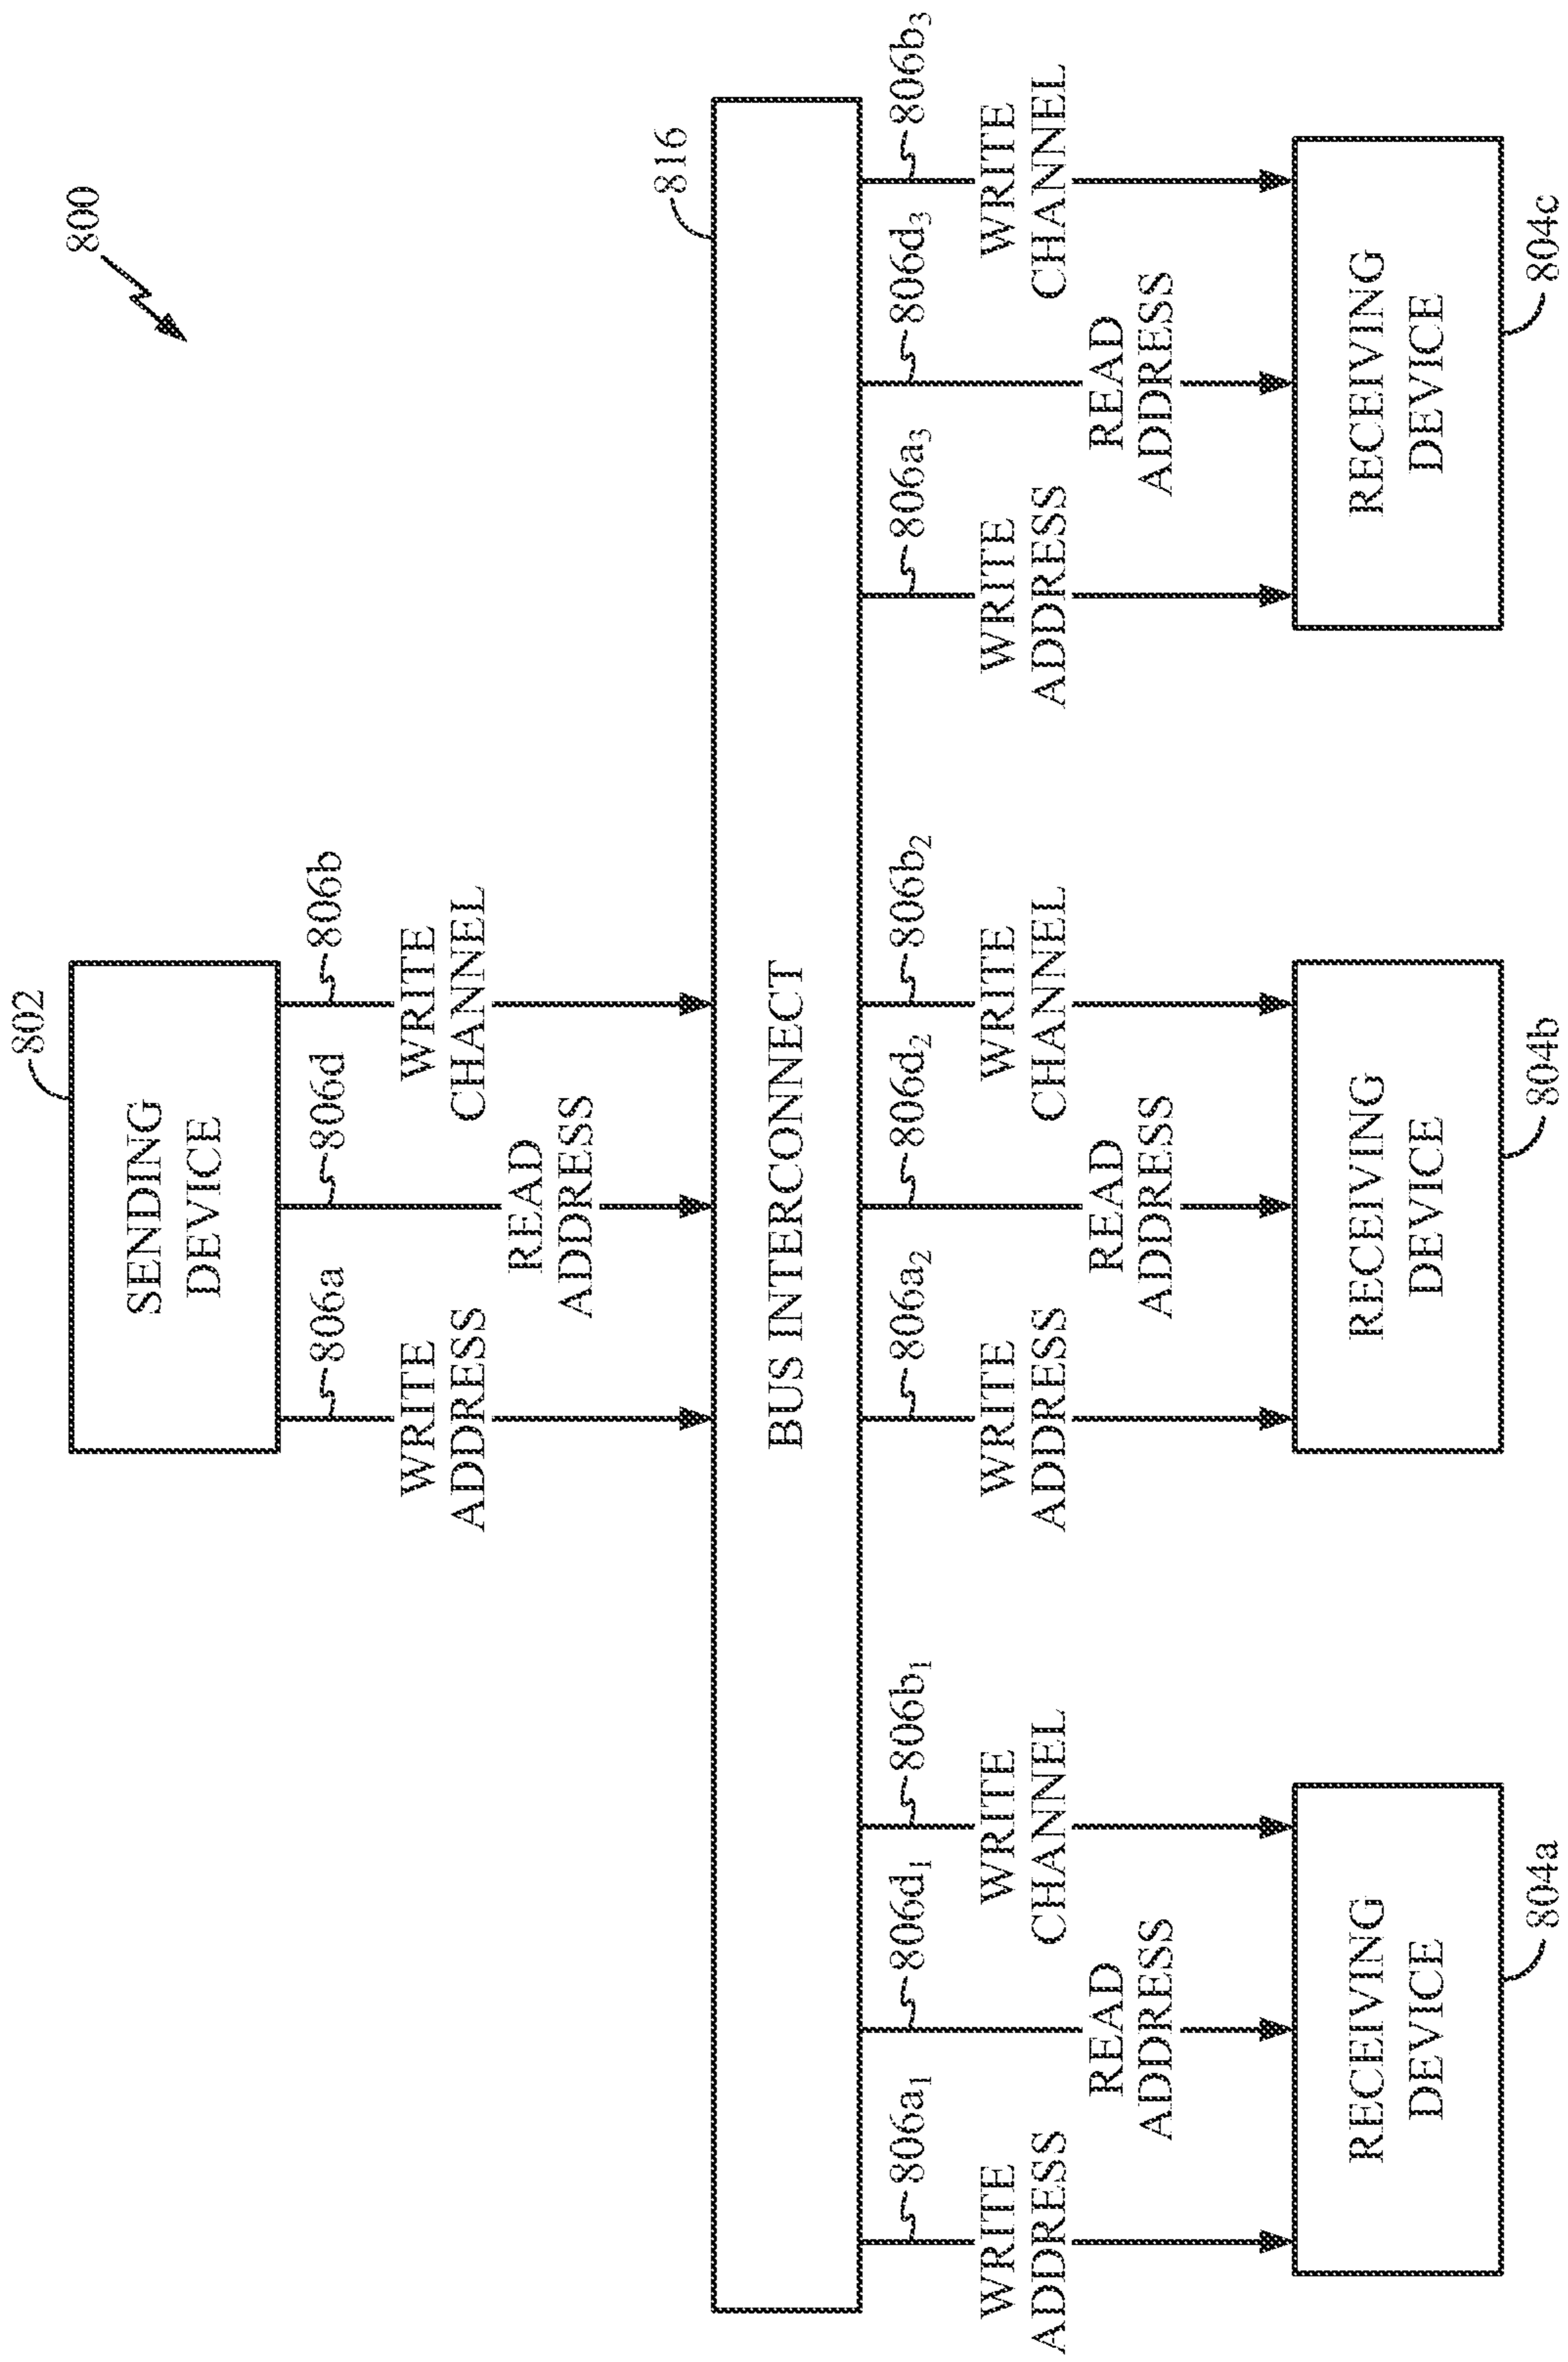 800
802
SENDING
DEVICE
806a
806d
806b
WRITE
ADDRESS
READ
ADDRESS
WRITE
CHANNEL
816
BUS INTERCONNECT
806a₁
806d₁
806b₁
WRITE
ADDRESS
READ
ADDRESS
WRITE
CHANNEL
RECEIVING
DEVICE
804a
806a₂
806d₂
806b₂
WRITE
ADDRESS
READ
ADDRESS
WRITE
CHANNEL
RECEIVING
DEVICE
804b
806a₃
806d₃
806b₃
WRITE
ADDRESS
READ
ADDRESS
WRITE
CHANNEL
RECEIVING
DEVICE
804c